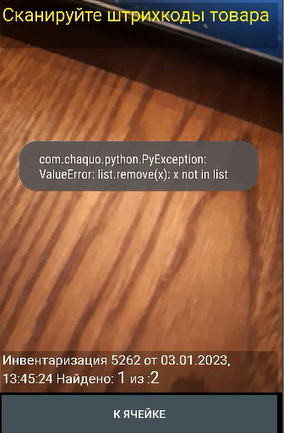 Сканируйте штрихкоды товара
com.chaquo.python.PyException:
ValueError: list.remove(x): x not in list
Инвентаризация 5262 от 03.01.2023,
13:45:24 Найдено: 1 из :2
К ЯЧЕЙКЕ